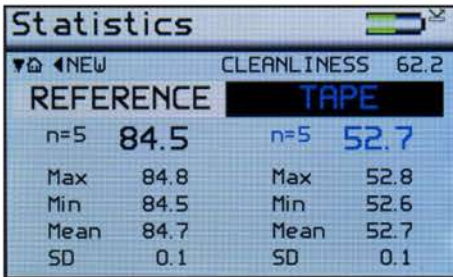 Statistics
▼⌂ ◀NEW CLEANLINESS 62.2
REFERENCE TAPE
n=5 84.5 n=5 52.7
Max 84.8 Max 52.8
Min 84.5 Min 52.6
Mean 84.7 Mean 52.7
SD 0.1 SD 0.1